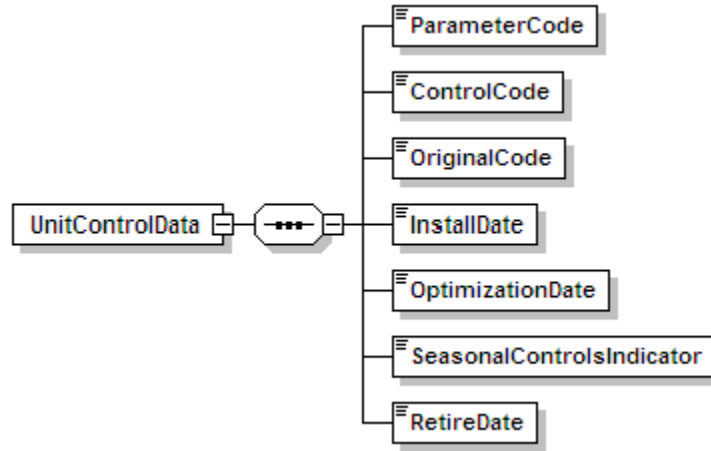 ParameterCode
ControlCode
OriginalCode
UnitControlData
InstallDate
OptimizationDate
SeasonalControlsIndicator
RetireDate